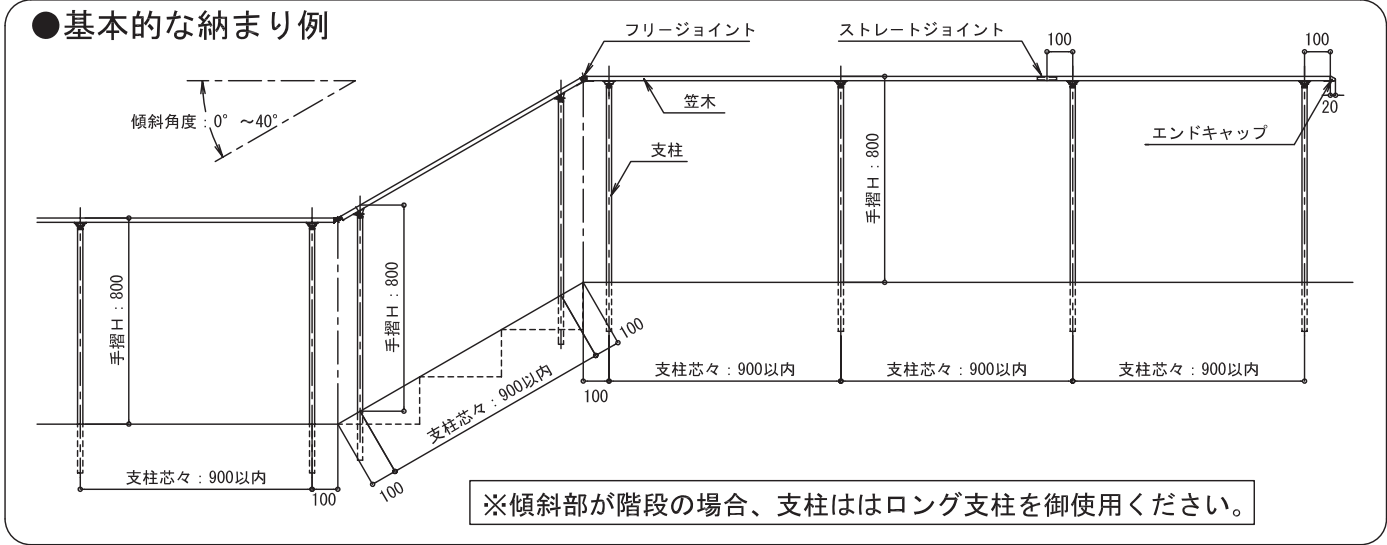 ●基本的な納まり例
フリージョイント
ストレートジョイント
100
100
笠木
20
傾斜角度:0° ~40°
エンドキャップ
支柱
手摺H:800
手摺H:800
手摺H:800
100
支柱芯々:900以内
支柱芯々:900以内
支柱芯々:900以内
支柱芯々:900以内
100
支柱芯々:900以内
100
100
※傾斜部が階段の場合、支柱ははロング支柱を御使用ください。